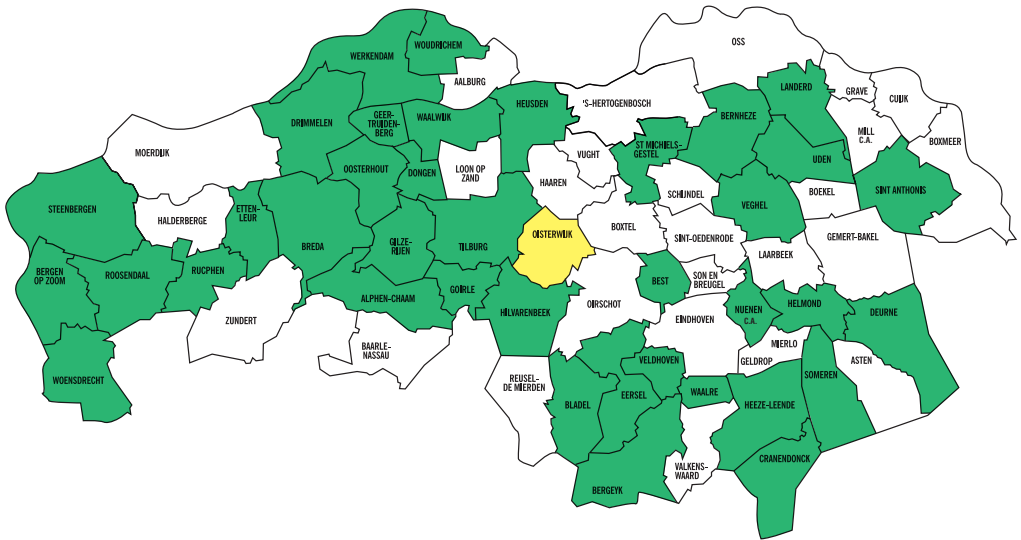 OSS
WOUDRICHEM
WERKENDAM
AALBURG
'S-HERTOGENBOSCH
HEUSDEN
LANDERD
GRAVE
CUIJK
BERNHEZE
MILL
C.A.
BOXMEER
DRIMMELEN
GEER-
TRUIDEN-
BERG
WAALWIJK
MOERDIJK
OOSTERHOUT
DONGEN
LOON OP
ZAND
VUGHT
HAAREN
ST MICHIELS-
GESTEL
UDEN
SCHIJNDEL
BOEKEL
SINT ANTHONIS
STEENBERGEN
HALDERBERGE
ETTEN-
LEUR
BREDA
GILZE-
RIJEN
TILBURG
OISTERWIJK
BOXTEL
VEGHEL
SINT-OEDENRODE
GEMERT-BAKEL
LAARBEEK
BERGEN
OP ZOOM
ROOSENDAAL
RUCPHEN
ALPHEN-CHAAM
GOIRLE
HILVARENBEEK
OIRSCHOT
BEST
SON EN
BREUGEL
NUENEN
C.A.
HELMOND
DEURNE
ZUNDERT
BAARLE-
NASSAU
EINDHOVEN
MIERLO
GELDROP
ASTEN
SOMEREN
WOENSDRECHT
REUSEL-
DE MIERDEN
VELDHOVEN
BLADEL
EERSEL
WAALRE
HEEZE-LEENDE
CRANENDONCK
VALKENS-
WAARD
BERGEYK